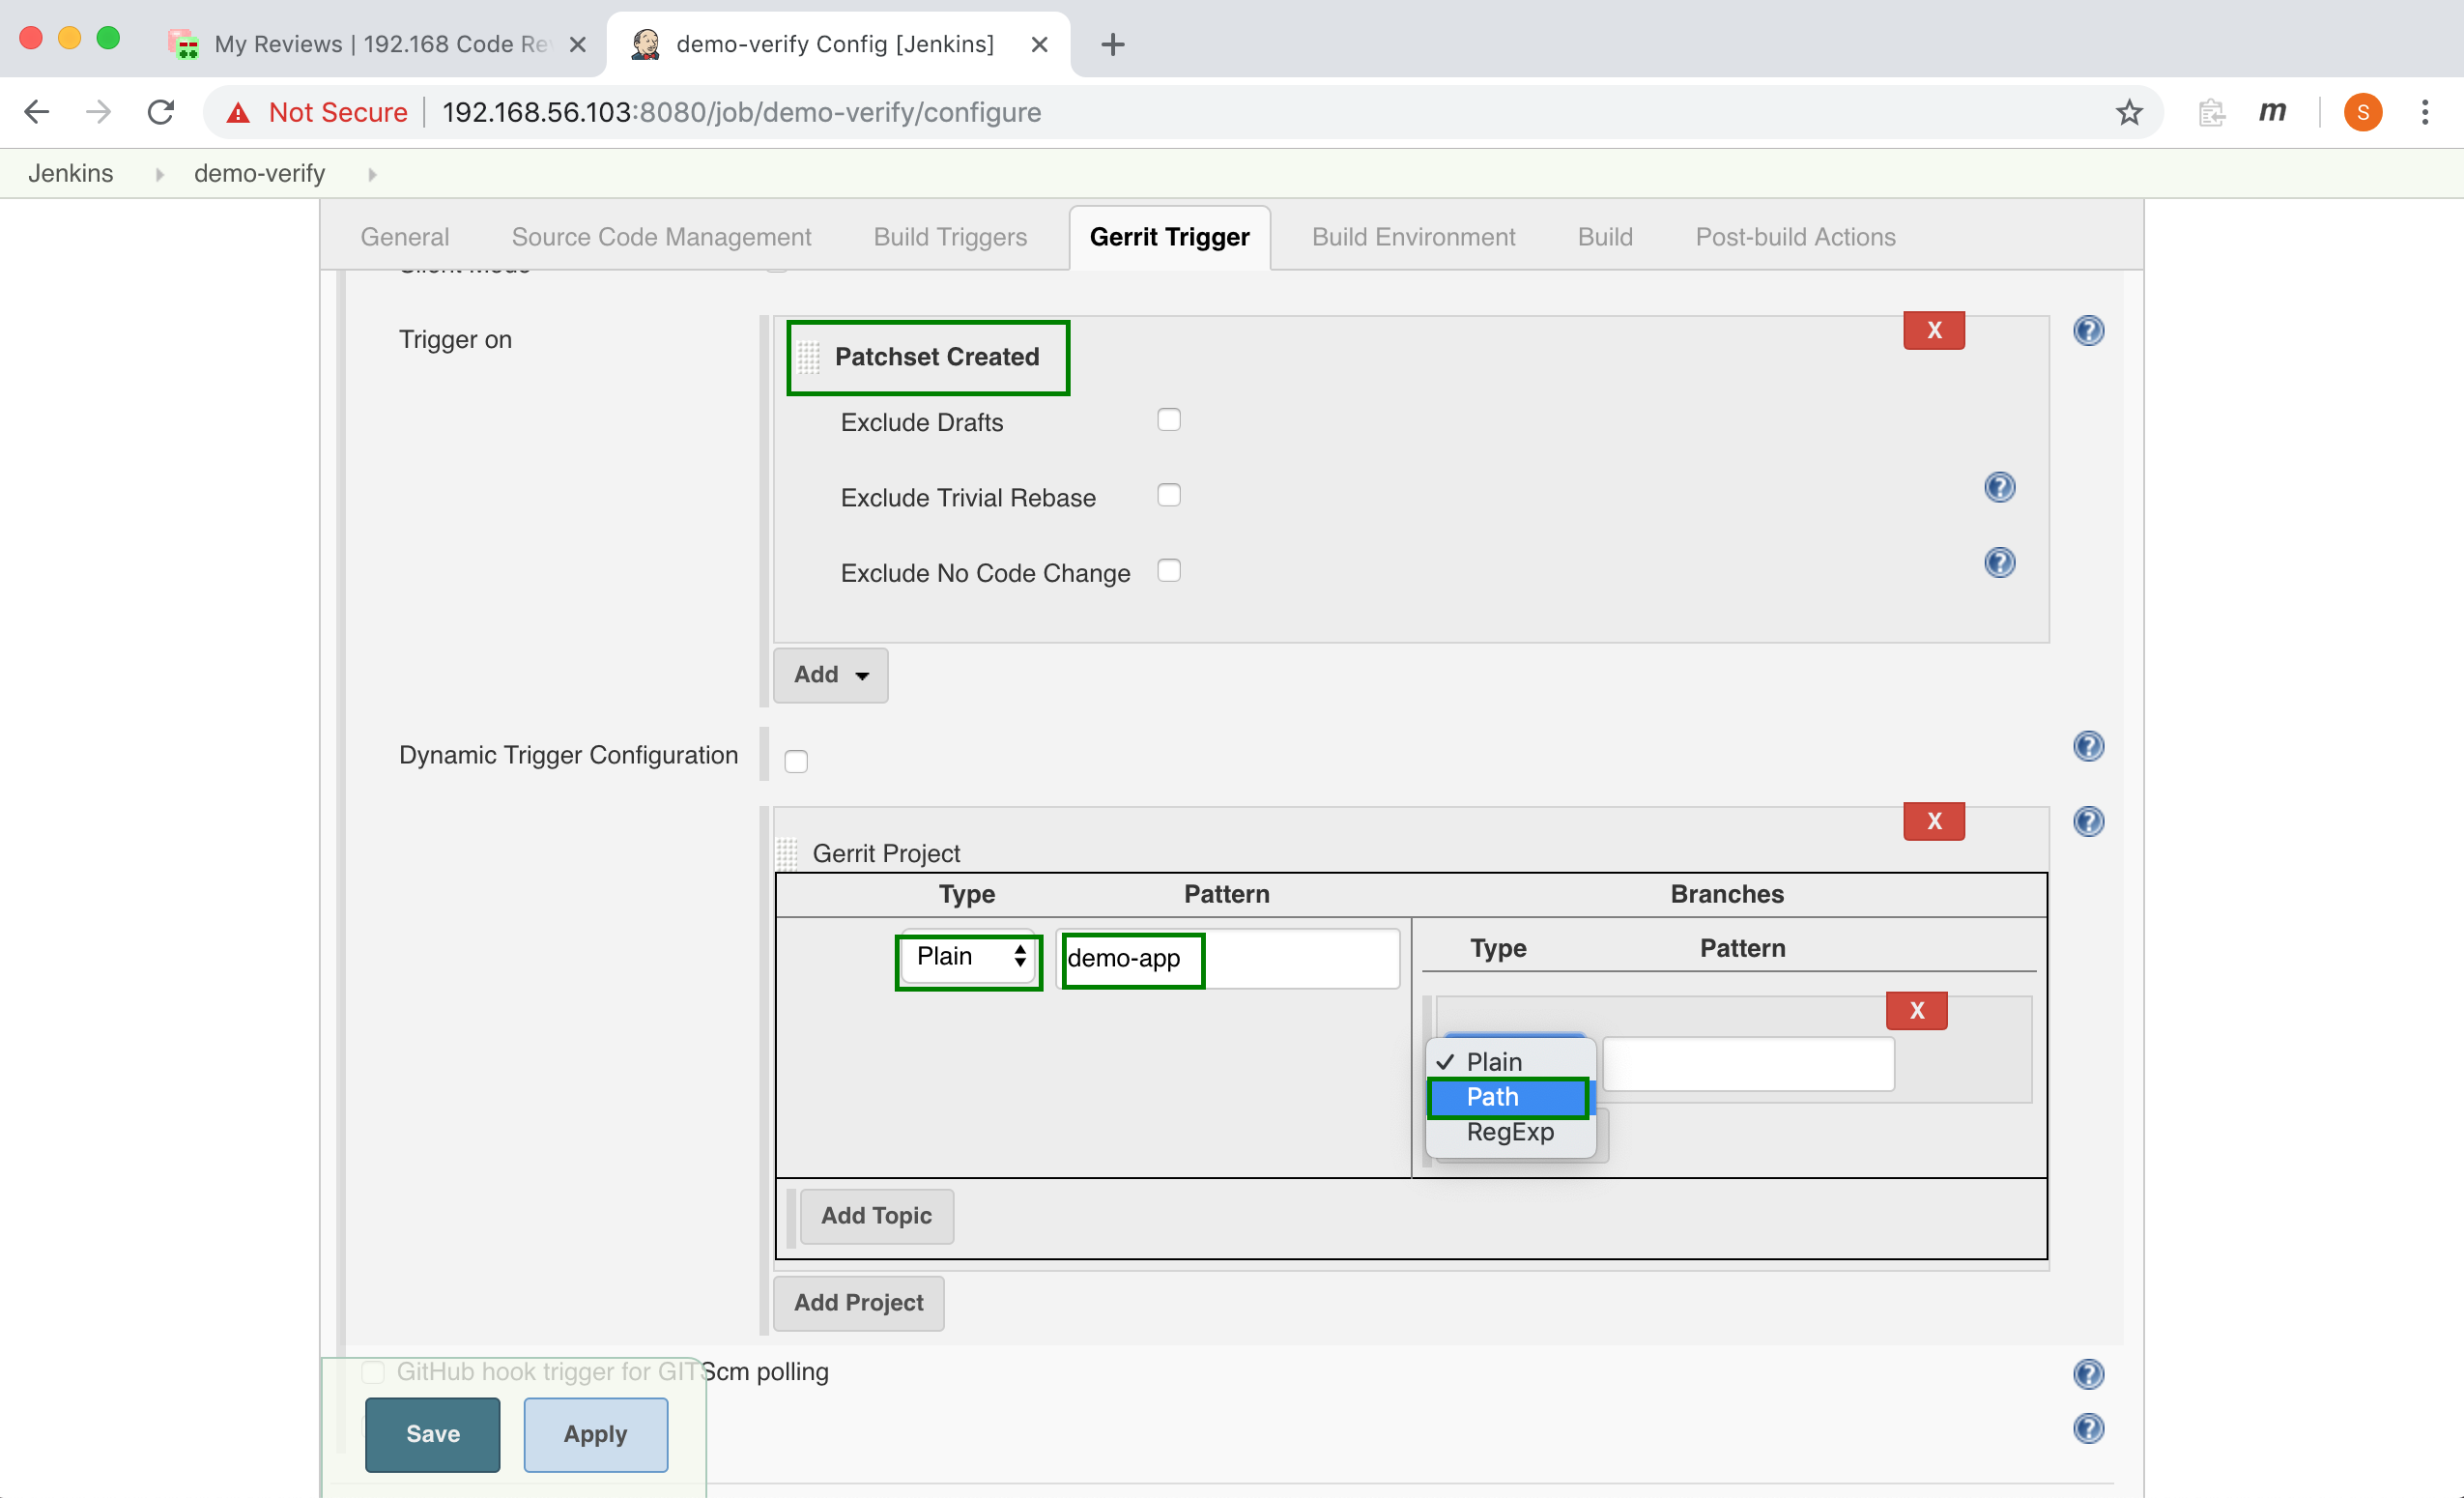 My Reviews | 192.168 Code Re
demo-verify Config [Jenkins]
Not Secure | 192.168.56.103:8080/job/demo-verify/configure
m
S
Jenkins
demo-verify
General
Source Code Management
Build Triggers
Gerrit Trigger
Build Environment
Build
Post-build Actions
Silent Mode
Trigger on
X
?
Patchset Created
Exclude Drafts
Exclude Trivial Rebase
?
Exclude No Code Change
?
Add
Dynamic Trigger Configuration
?
X
?
Gerrit Project
Type
Pattern
Branches
Plain
demo-app
Type
Pattern
X
✓ Plain
Path
RegExp
Add Topic
Add Project
GitHub hook trigger for GITScm polling
?
Save
Apply
?